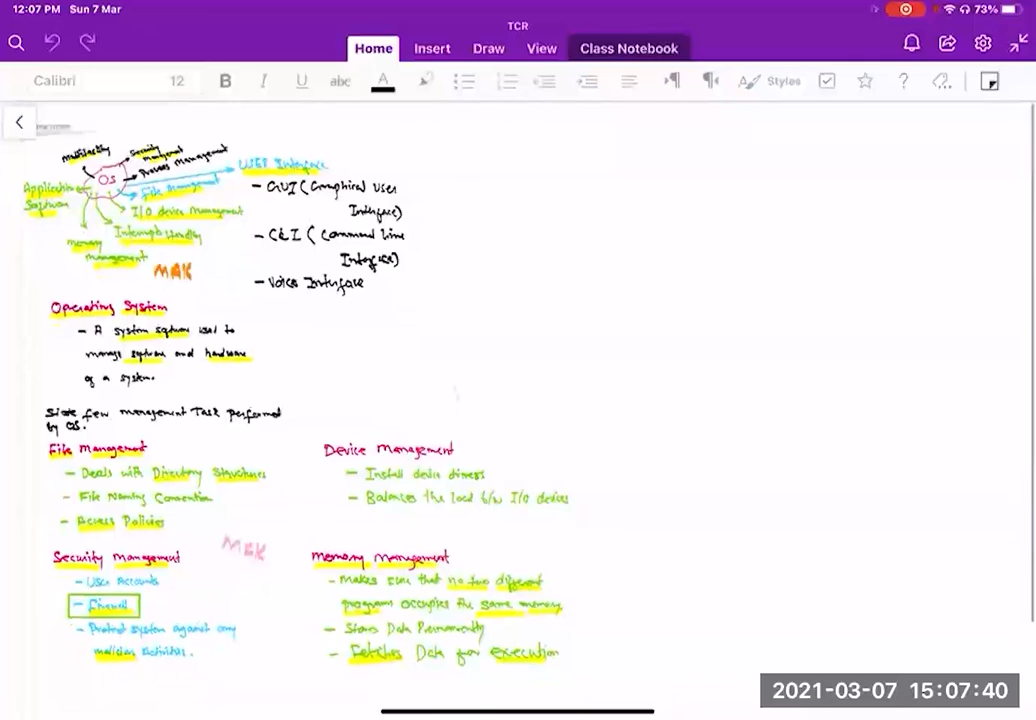 12:07 PM Sun 7 Mar
73%
TCR
Home Insert Draw View Class Notebook
Calibri 12 B I U abc A Styles
multitasking
Security
management
Process Management
OS
USER Interface
Application
Software
File Management
- GUI (Graphical User
Interface)
I/O device Management
Interrupts Handling
- CLI (Command Line
Interface)
memory
management
MAK
- Voice Interface
Operating System
- A system software used to
manage software and hardware
of a system.
State few management Task performed
by OS.
File Management
- Deals with Directory Structures
- File Naming Convention
- Access Policies
Device Management
- Install device drivers
- Balances the load b/w I/O devices
MAK
Security Management
- User Accounts
- Firewall
- Protect system against any
malicious activities.
Memory Management
- Makes sure that no two different
program occupies the same memory
- Stores Data Permanently
- Fetches Data for execution
2021-03-07 15:07:40